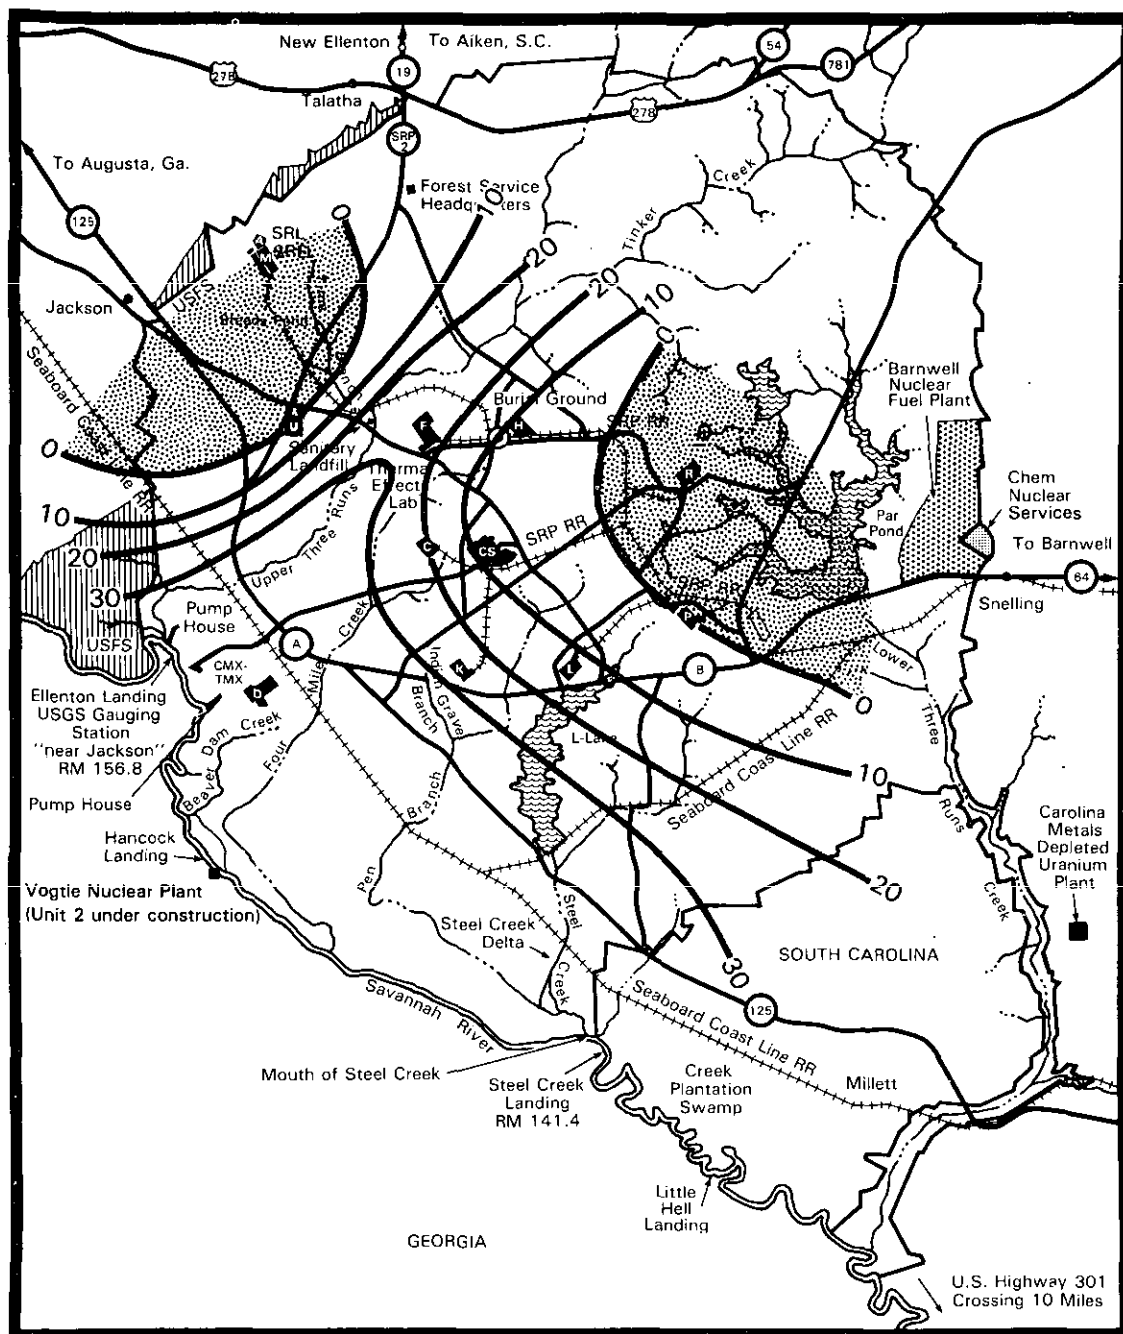 New Ellenton
To Aiken, S.C.
54
781
278
19
Talatha
278
SRP
2
To Augusta, Ga.
Forest Service
Headquarters
Creek
Tinker
125
0
10
20
20
10
0
SRL
M
USFS
Jackson
Seaboard Coast Line RR
Burial Ground
SRP RR
Barnwell
Nuclear
Fuel Plant
U
F
H
R
Sanitary
Landfill
Thermal
Effects
Lab
0
10
20
30
Upper Three Runs
SRP RR
C
CS
Par
Pond
Chem
Nuclear
Services
To Barnwell
64
Snelling
SRP RR
P
Pump
House
USFS
A
CMX-
TMX
D
K
L
B
Indian Grave
Branch
Four Mile Creek
Beaver Dam Creek
L-Lake
Lower Three Runs Creek
0
10
20
30
Ellenton Landing
USGS Gauging
Station
"near Jackson"
RM 156.8
Pump House
Hancock
Landing
Vogtle Nuclear Plant
(Unit 2 under construction)
Pen Branch
Seaboard Coast Line RR
Carolina
Metals
Depleted
Uranium
Plant
Steel Creek
Delta
Steel Creek
SOUTH CAROLINA
125
Savannah River
Seaboard Coast Line RR
Mouth of Steel Creek
Steel Creek
Landing
RM 141.4
Creek
Plantation
Swamp
Millett
Little
Hell
Landing
GEORGIA
U.S. Highway 301
Crossing 10 Miles